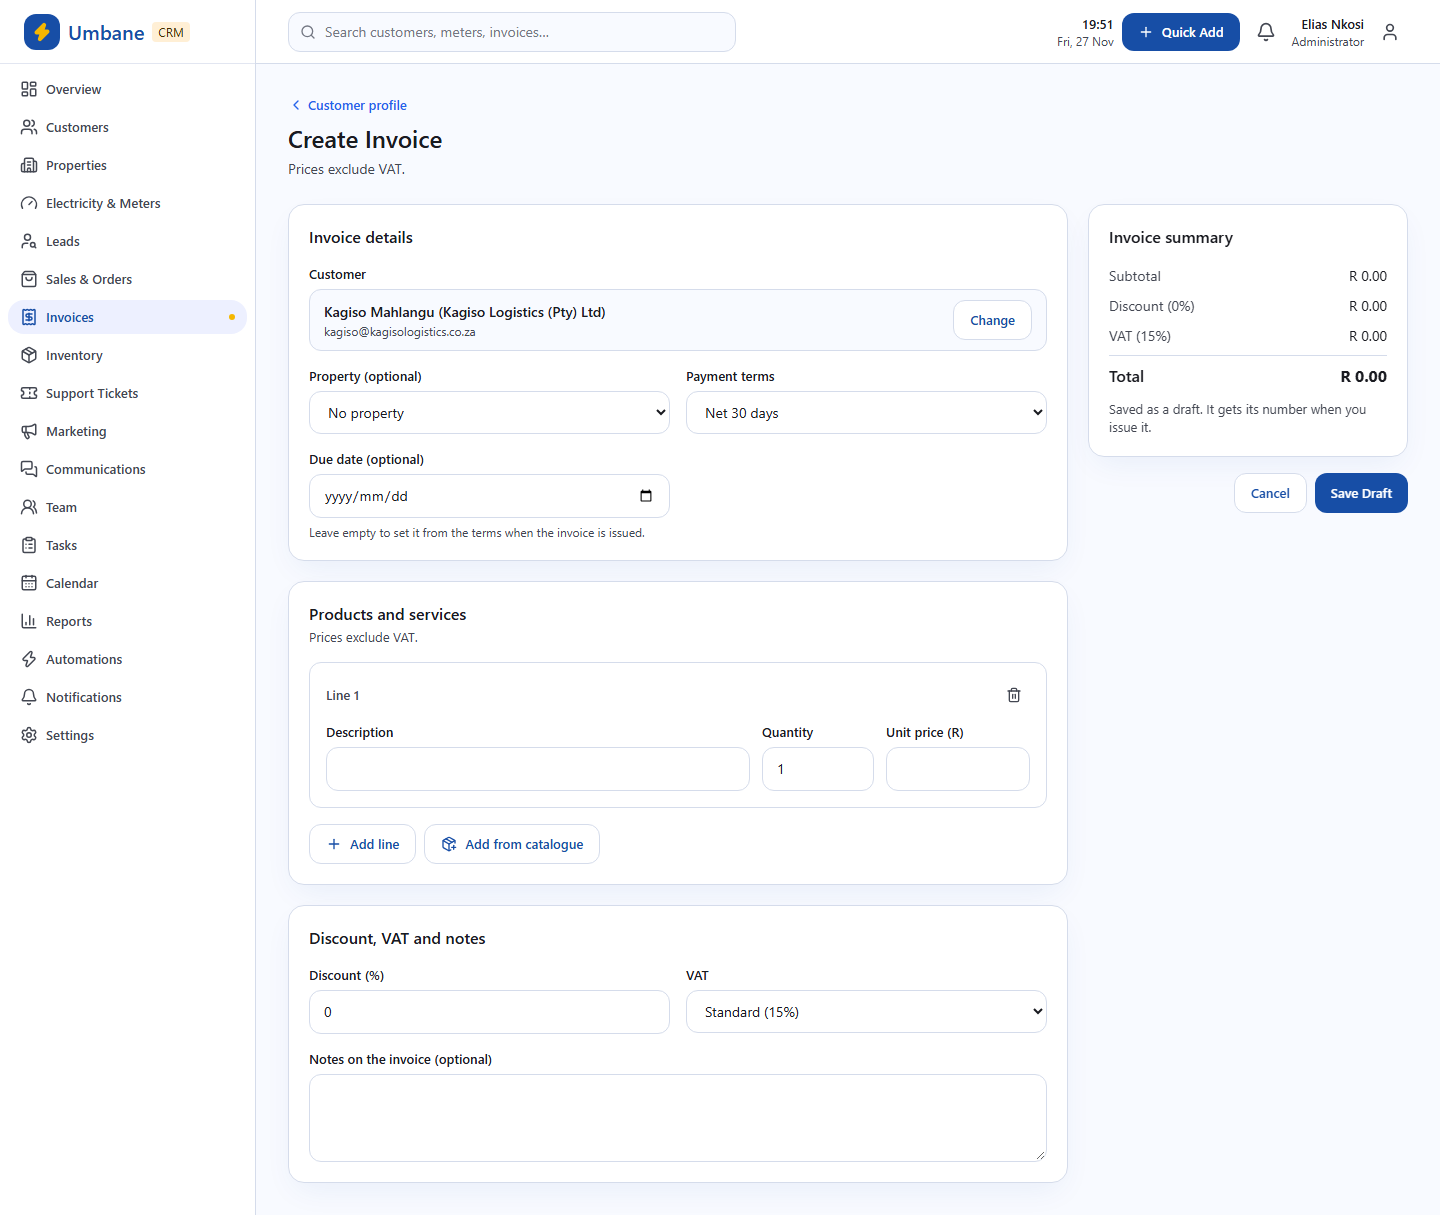 Umbane CRM
Search customers, meters, invoices...
19:51
Fri, 27 Nov
Quick Add
Elias Nkosi
Administrator
Overview
Customers
Properties
Electricity & Meters
Leads
Sales & Orders
Invoices
Inventory
Support Tickets
Marketing
Communications
Team
Tasks
Calendar
Reports
Automations
Notifications
Settings
Customer profile
Create Invoice
Prices exclude VAT.
Invoice details
Customer
Kagiso Mahlangu (Kagiso Logistics (Pty) Ltd)
kagiso@kagisologistics.co.za
Change
Property (optional)
No property
Payment terms
Net 30 days
Due date (optional)
yyyy/mm/dd
Leave empty to set it from the terms when the invoice is issued.
Products and services
Prices exclude VAT.
Line 1
Description
Quantity
1
Unit price (R)
Add line
Add from catalogue
Discount, VAT and notes
Discount (%)
0
VAT
Standard (15%)
Notes on the invoice (optional)
Invoice summary
Subtotal R 0.00
Discount (0%) R 0.00
VAT (15%) R 0.00
Total R 0.00
Saved as a draft. It gets its number when you
issue it.
Cancel
Save Draft